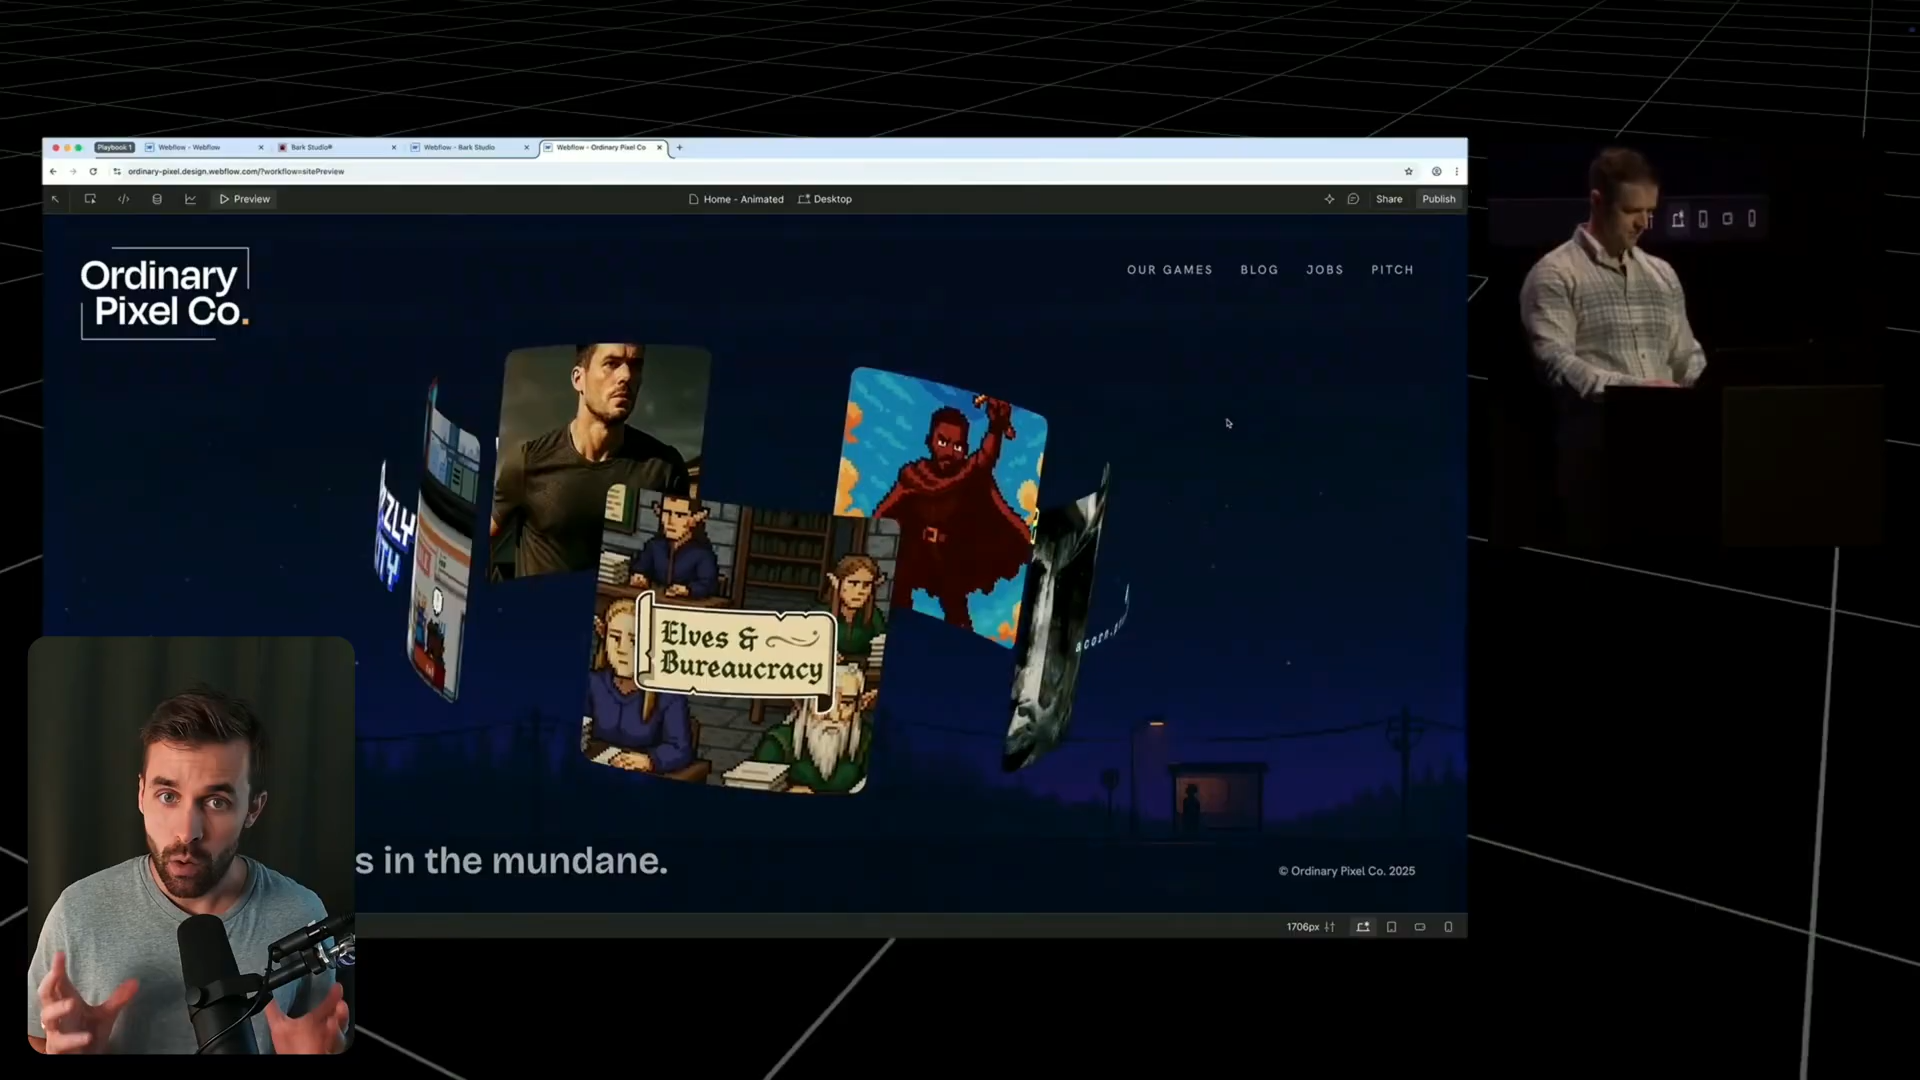 Playbook 1
Webflow - Webflow
Bark Studio®
Webflow - Bark Studio
Webflow - Ordinary Pixel Co
ordinary-pixel.design.webflow.com/?workflow=sitePreview
Preview
Home - Animated
Desktop
Share
Publish
Ordinary
Pixel Co.
OUR GAMES
BLOG
JOBS
PITCH
Elves &
Bureaucracy
s in the mundane.
© Ordinary Pixel Co. 2025
1706px